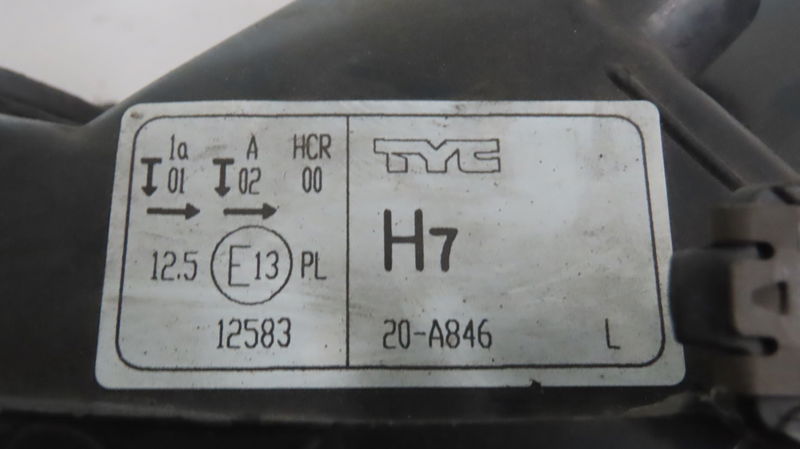 1a A HCR
01 02 00
12.5 E13 PL
12583
TYC
H7
20-A846 L